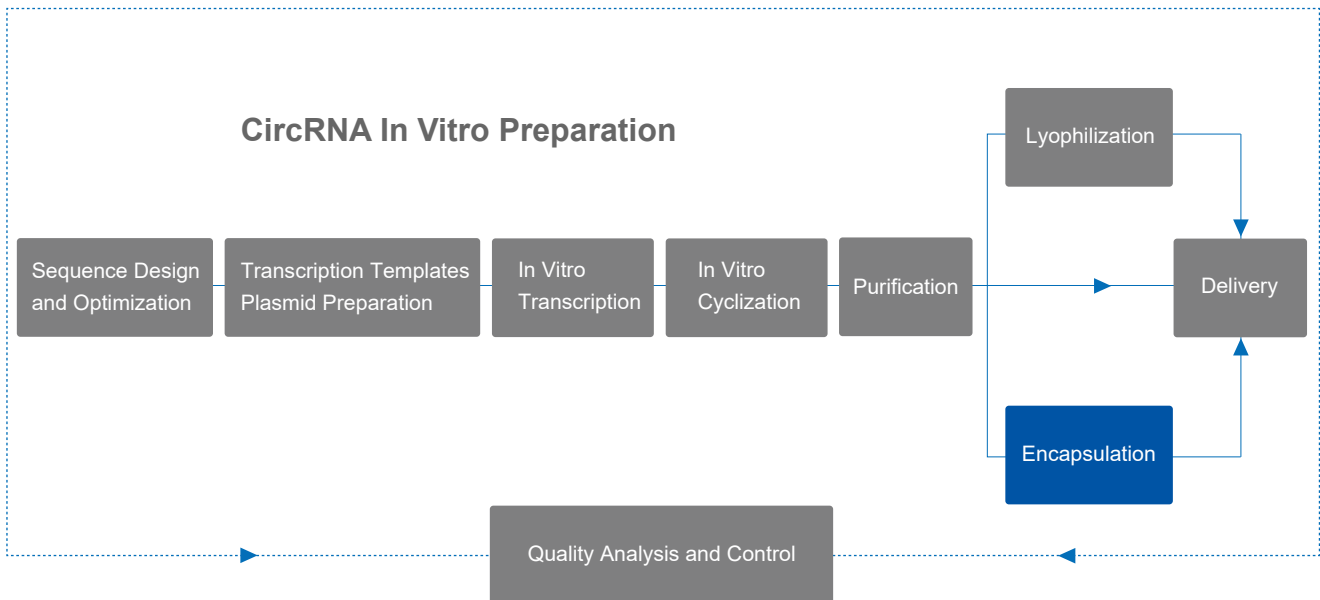 CircRNA In Vitro Preparation
Sequence Design
and Optimization
Transcription Templates
Plasmid Preparation
In Vitro
Transcription
In Vitro
Cyclization
Purification
Lyophilization
Delivery
Encapsulation
Quality Analysis and Control